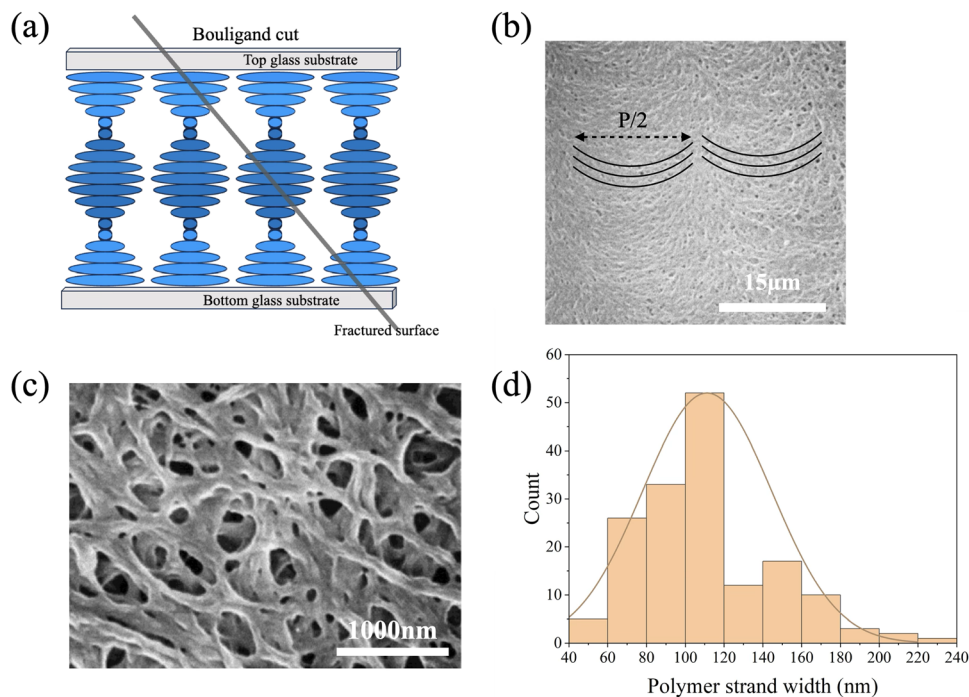 (a)
Bouligand cut
Top glass substrate
Bottom glass substrate
Fractured surface
(b)
P/2
15μm
(c)
1000nm
(d)
60
50
40
30
20
10
0
Count
40 60 80 100 120 140 160 180 200 220 240
Polymer strand width (nm)